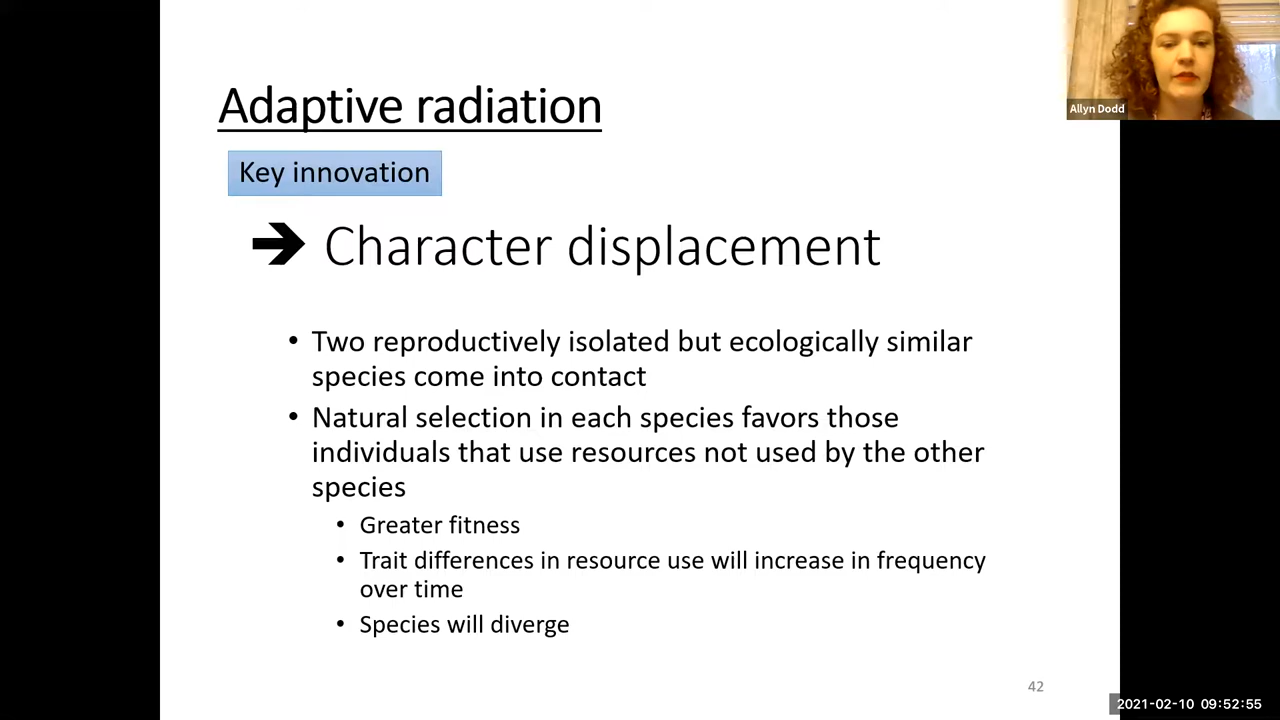 Allyn Dodd
Adaptive radiation
Key innovation
➔ Character displacement
• Two reproductively isolated but ecologically similar
species come into contact
• Natural selection in each species favors those
individuals that use resources not used by the other
species
• Greater fitness
• Trait differences in resource use will increase in frequency
over time
• Species will diverge
42
2021-02-10 09:52:55